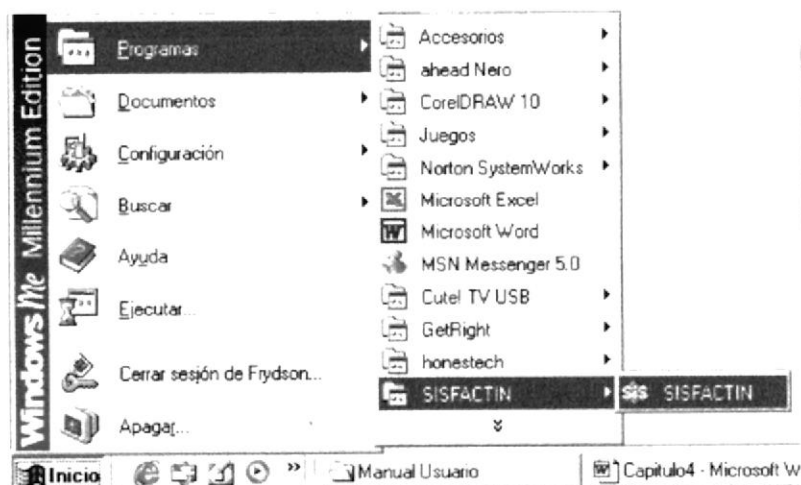 Windows Me Millennium Edition
Programas
Documentos
Configuración
Buscar
Ayuda
Ejecutar...
Cerrar sesión de Frydson...
Apagar...
Accesorios
ahead Nero
CorelDRAW 10
Juegos
Norton SystemWorks
Microsoft Excel
Microsoft Word
MSN Messenger 5.0
Cutel TV USB
GetRight
honestech
SISFACTIN
sis SISFACTIN
Inicio
»
Manual Usuario
Capitulo4 - Microsoft W